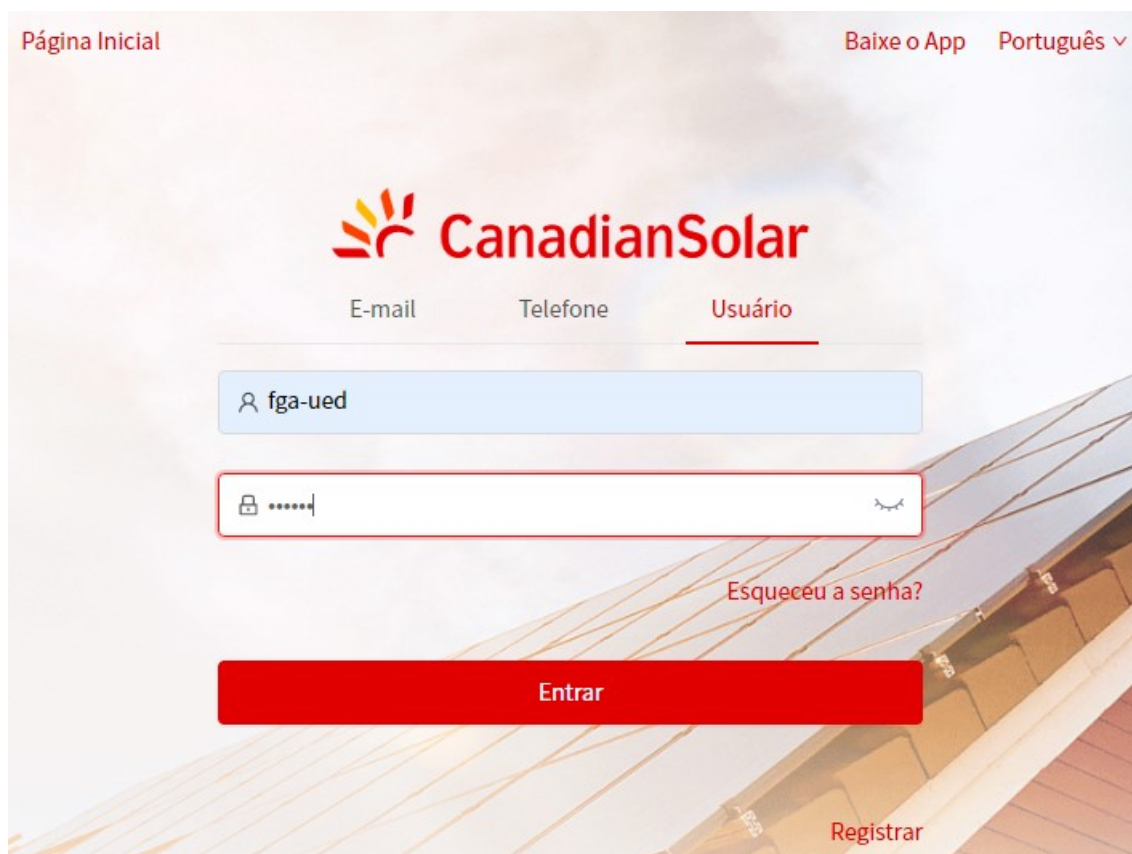 Página Inicial
Baixe o App
Português
CanadianSolar
E-mail
Telefone
Usuário
fga-ued
••••••
Esqueceu a senha?
Entrar
Registrar